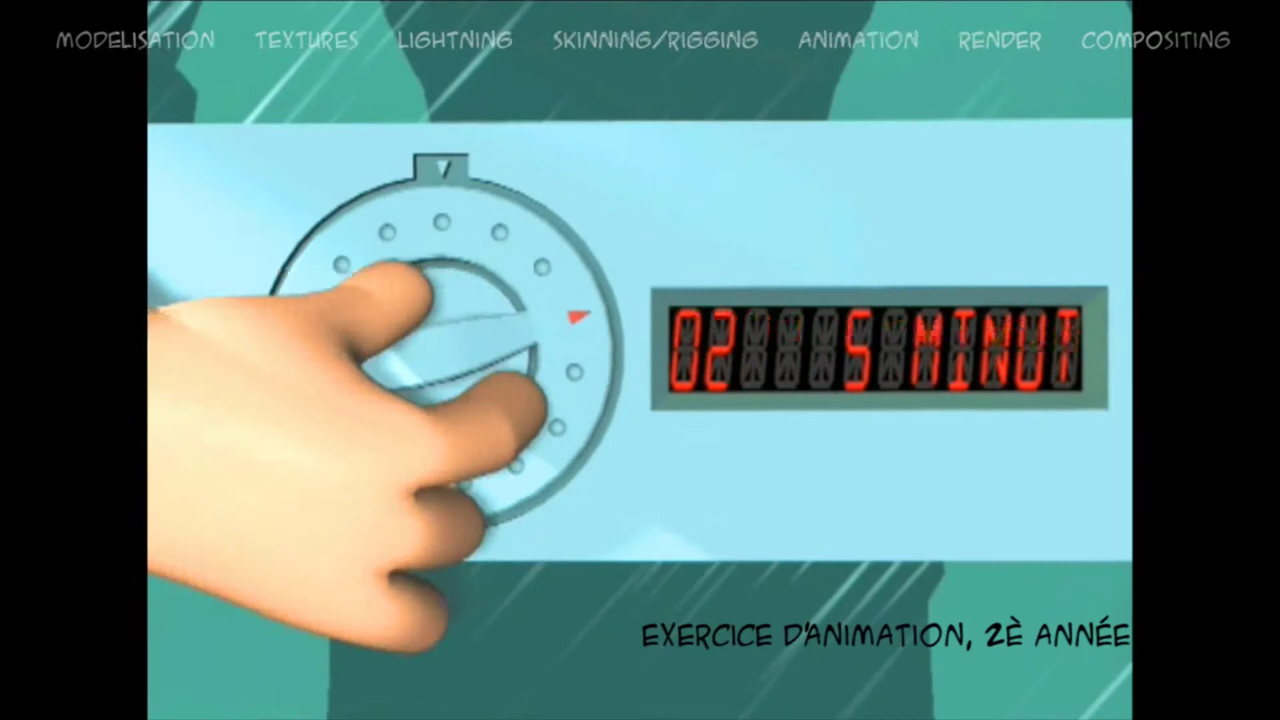 MODELISATION TEXTURES LIGHTNING SKINNING/RIGGING ANIMATION RENDER COMPOSITING
02 5 MINUT
EXERCICE D'ANIMATION, 2È ANNÉE